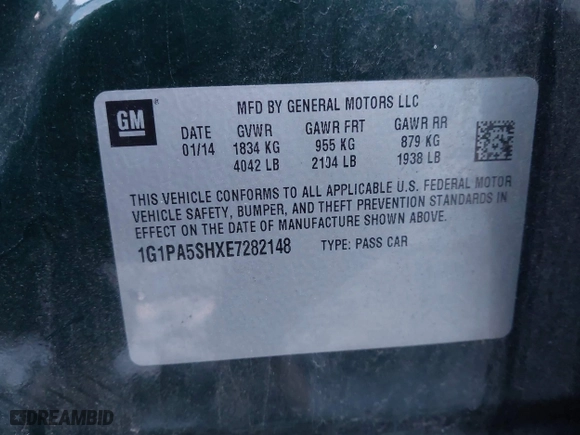 GM
MFD BY GENERAL MOTORS LLC
DATE GVWR GAWR FRT GAWR RR
01/14 1834 KG 955 KG 879 KG
4042 LB 2104 LB 1938 LB
THIS VEHICLE CONFORMS TO ALL APPLICABLE U.S. FEDERAL MOTOR
VEHICLE SAFETY, BUMPER, AND THEFT PREVENTION STANDARDS IN
EFFECT ON THE DATE OF MANUFACTURE SHOWN ABOVE.
1G1PA5SHXE7282148 TYPE: PASS CAR
DREAMBID